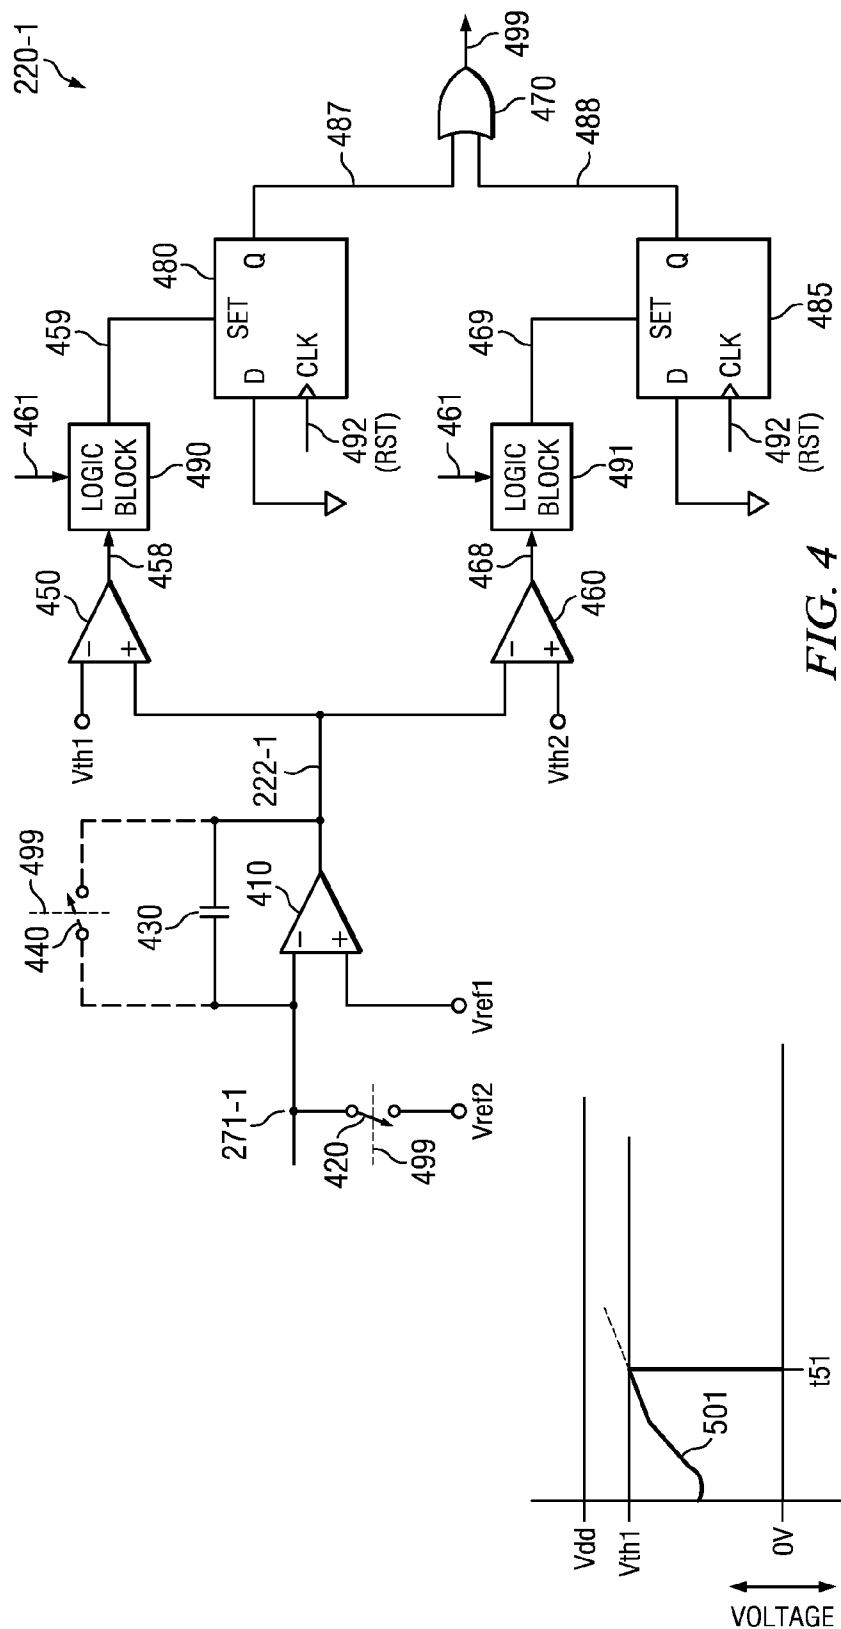 220-1
499
470
487
488
480
Q
SET
D
CLK
492
(RST)
459
461
LOGIC
BLOCK
490
458
450
−
+
Vth1
485
Q
SET
D
CLK
492
(RST)
469
461
LOGIC
BLOCK
491
468
460
−
+
Vth2
222-1
499
440
430
410
−
+
Vref1
271-1
420
499
Vref2
FIG. 4
Vdd
Vth1
0V
VOLTAGE
501
t51